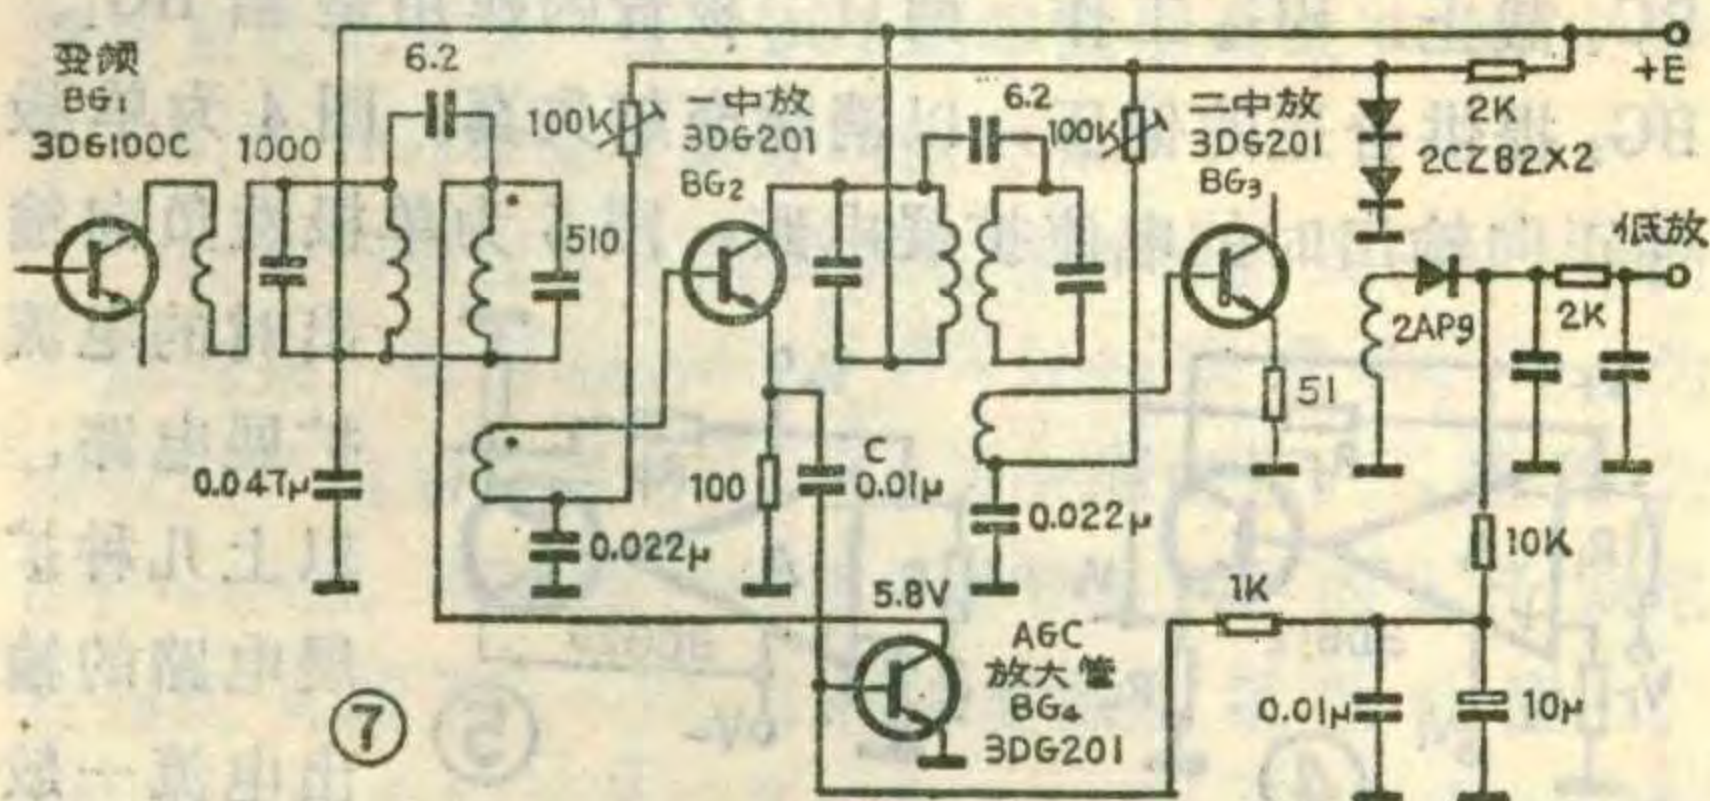 变频
BG₁
3DG100C
1000
6.2
100K
一中放
3DG201
BG₂
6.2
100K
二中放
3DG201
BG₃
+E
2K
2CZ82X2
低放
510
2AP9
2K
51
0.047μ
100
C
0.01μ
0.022μ
0.022μ
10K
5.8V
1K
AGC
放大管
BG₄
3DG201
0.01μ
10μ
⑦